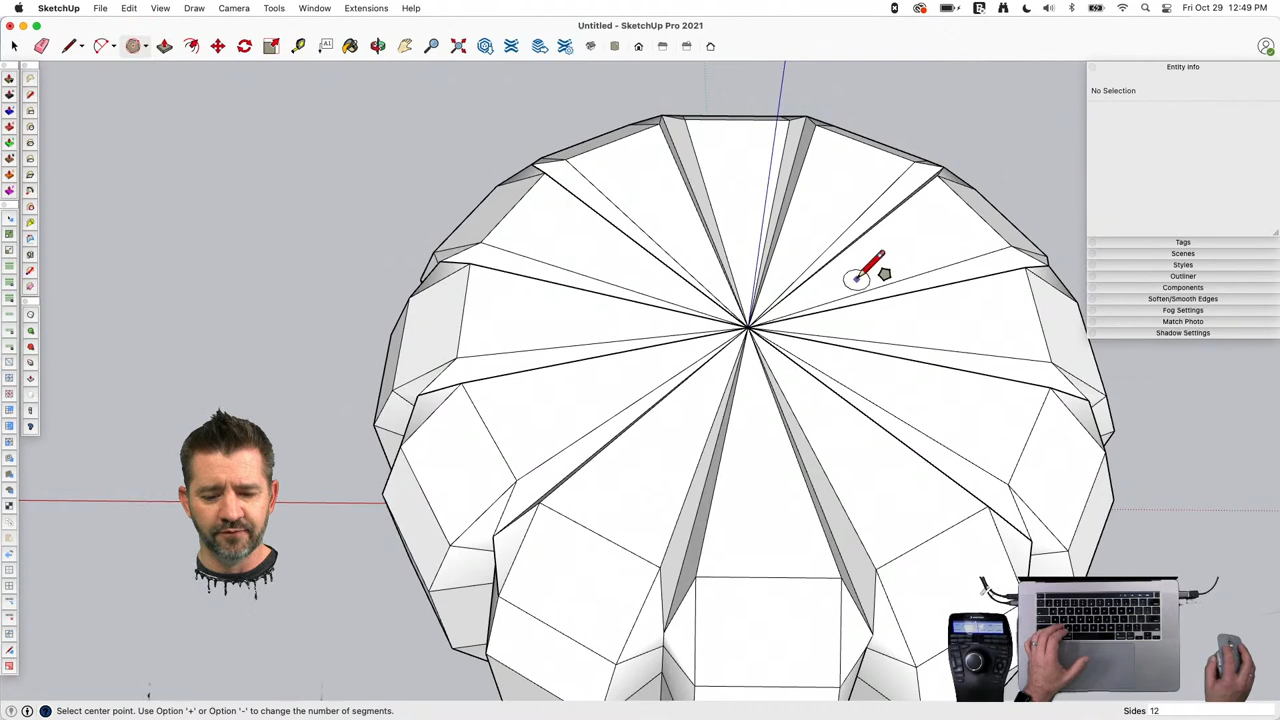 SketchUp File Edit View Draw Camera Tools Window Extensions Help Fri Oct 29 12:49 PM
Untitled - SketchUp Pro 2021
Entity Info
No Selection
Tags
Scenes
Styles
Outliner
Components
Soften/Smooth Edges
Fog Settings
Match Photo
Shadow Settings
Select center point. Use Option '+' or Option '-' to change the number of segments. Sides 12